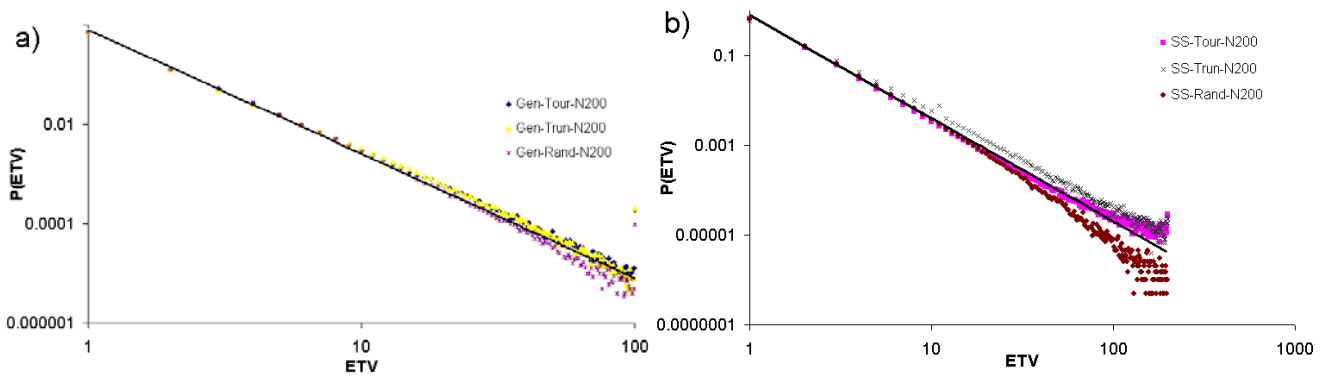 a)
P(ETV)
0.01
0.0001
0.000001
1
10
100
ETV
Gen-Tour-N200
Gen-Trun-N200
Gen-Rand-N200
b)
P(ETV)
0.1
0.001
0.00001
0.0000001
1
10
100
1000
ETV
SS-Tour-N200
SS-Trun-N200
SS-Rand-N200